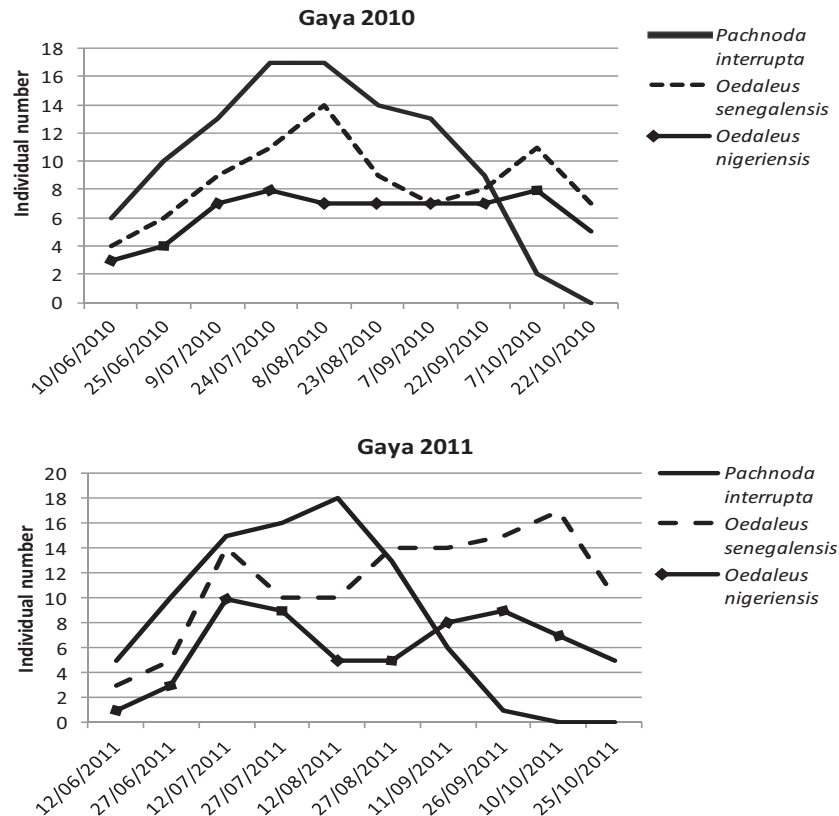 Gaya 2010
Individual number
18
16
14
12
10
8
6
4
2
0
10/06/2010
25/06/2010
9/07/2010
24/07/2010
8/08/2010
23/08/2010
7/09/2010
22/09/2010
7/10/2010
22/10/2010
Pachnoda
interrupta
Oedaleus
senegalensis
Oedaleus
nigeriensis
Gaya 2011
Individual number
20
18
16
14
12
10
8
6
4
2
0
12/06/2011
27/06/2011
12/07/2011
27/07/2011
12/08/2011
27/08/2011
11/09/2011
26/09/2011
10/10/2011
25/10/2011
Pachnoda
interrupta
Oedaleus
senegalensis
Oedaleus
nigeriensis